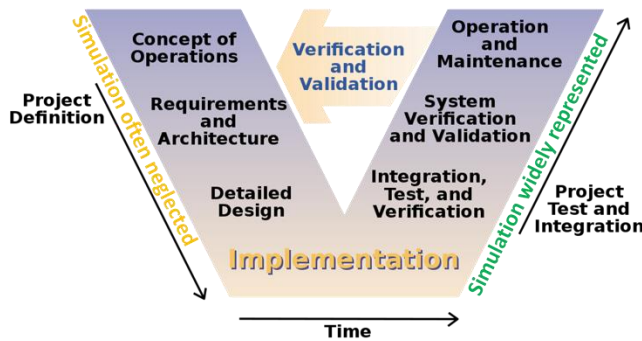 Concept of
Operations
Verification
and
Validation
Operation
and
Maintenance
Simulation often neglected
Project
Definition
Requirements
and
Architecture
System
Verification
and Validation
Simulation widely represented
Detailed
Design
Integration,
Test, and
Verification
Project
Test and
Integration
Implementation
Time